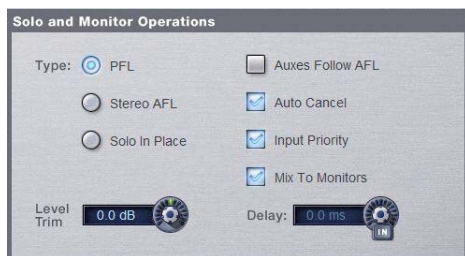 Solo and Monitor Operations
Type: PFL Auxes Follow AFL
Stereo AFL Auto Cancel
Solo In Place Input Priority
Mix To Monitors
Level Trim 0.0 dB Delay: 0.0 ms
IN